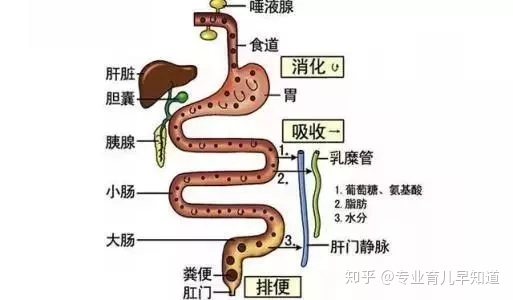 唾液腺
食道
消化
肝脏
胆囊
胃
胰腺
吸收→
1.
乳糜管
2.
小肠
1. 葡萄糖、氨基酸
2. 脂肪
3. 水分
大肠
3.
肝门静脉
粪便
肛门
排便
知乎 @专业育儿早知道